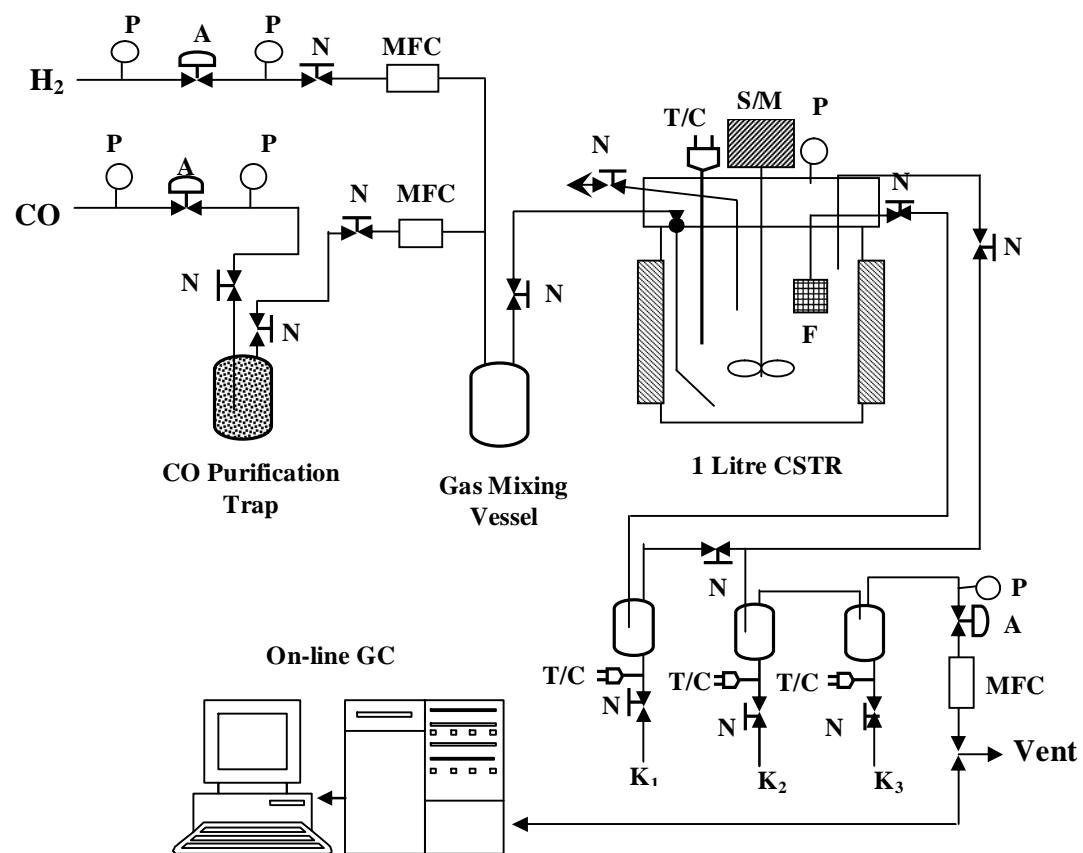 P
A
P
N
MFC
H₂
P
A
P
N
MFC
CO
N
N
CO Purification
Trap
Gas Mixing
Vessel
N
N
T/C
S/M
P
N
N
F
1 Litre CSTR
N
P
A
MFC
Vent
T/C
T/C
T/C
N
N
N
K₁
K₂
K₃
On-line GC